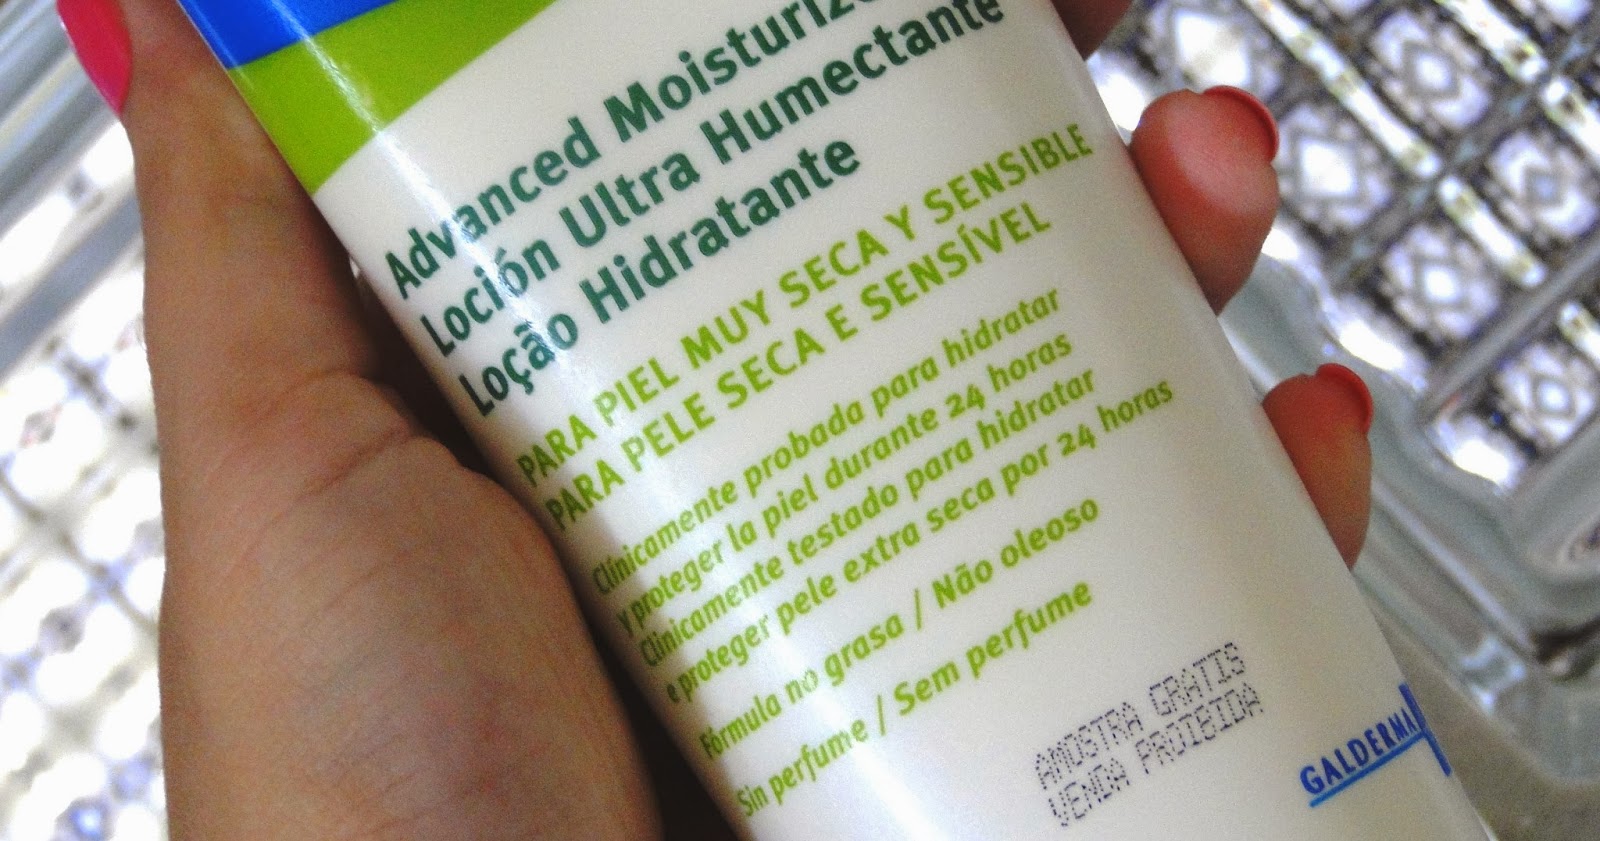 Advanced Moisturize
Loción Ultra Humectante
Loção Hidratante
PARA PIEL MUY SECA Y SENSIBLE
PARA PELE SECA E SENSÍVEL
Clínicamente probada para hidratar
y proteger la piel durante 24 horas
Clinicamente testado para hidratar
e proteger pele extra seca por 24 horas
Fórmula no grasa / Não oleoso
Sin perfume / Sem perfume
AMOSTRA GRATIS
VENDA PROIBIDA
GALDERMA